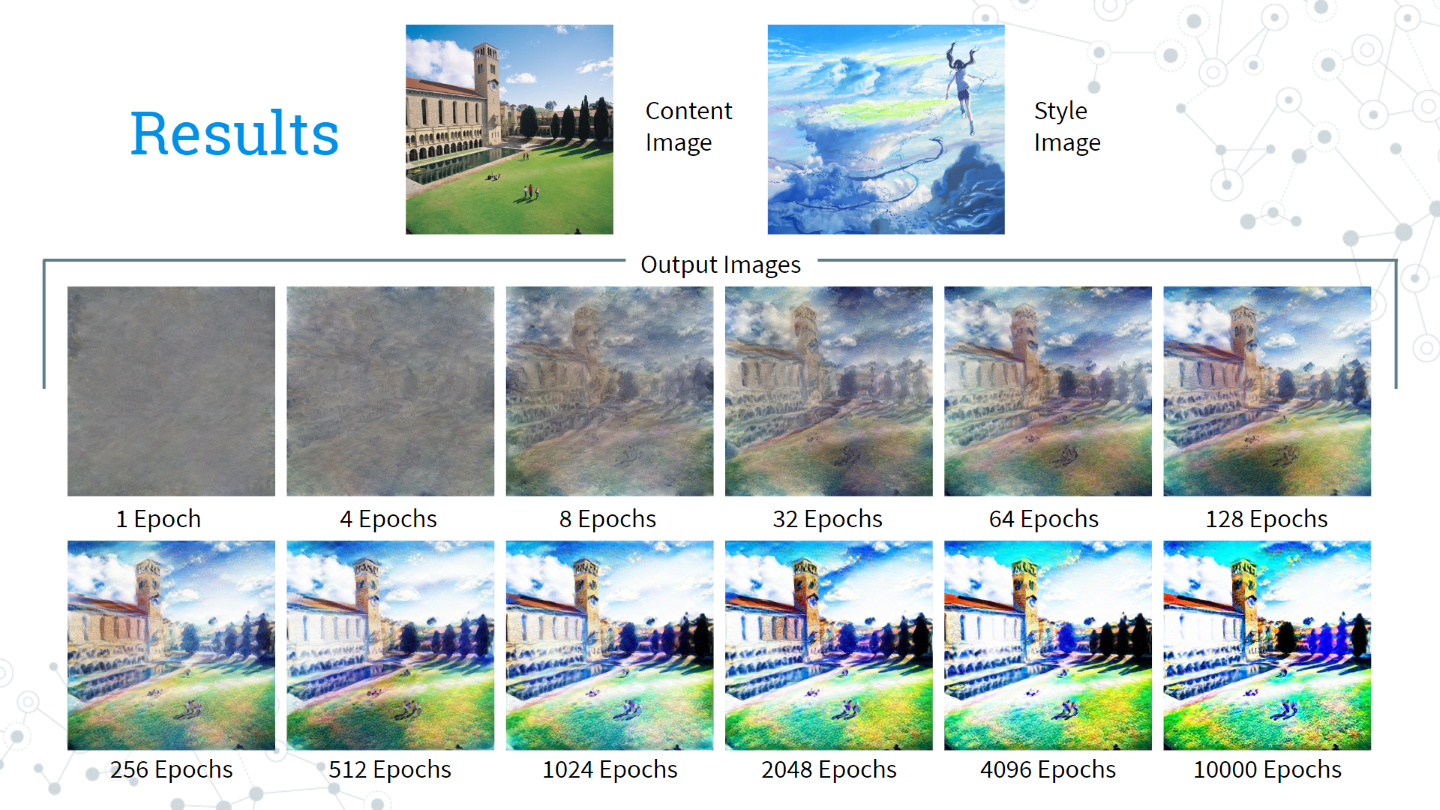 Results
Content
Image
Style
Image
Output Images
1 Epoch
4 Epochs
8 Epochs
32 Epochs
64 Epochs
128 Epochs
256 Epochs
512 Epochs
1024 Epochs
2048 Epochs
4096 Epochs
10000 Epochs